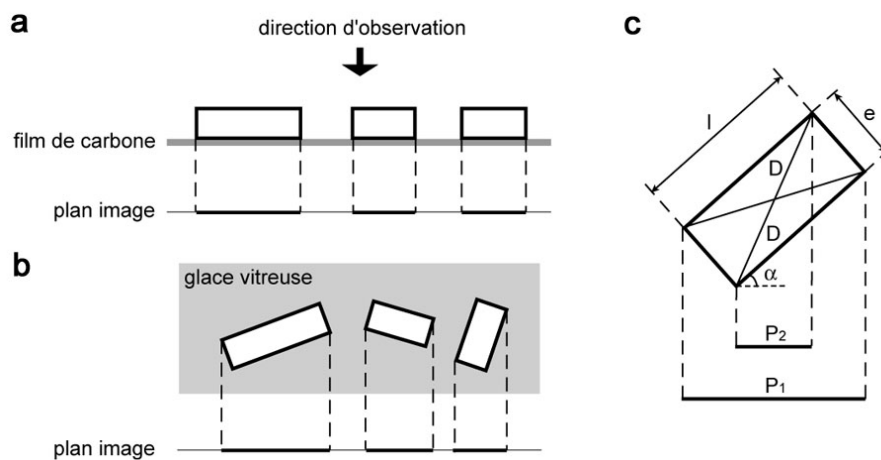 a
direction d'observation
film de carbone
plan image
b
glace vitreuse
plan image
c
l
e
D
D
α
P2
P1